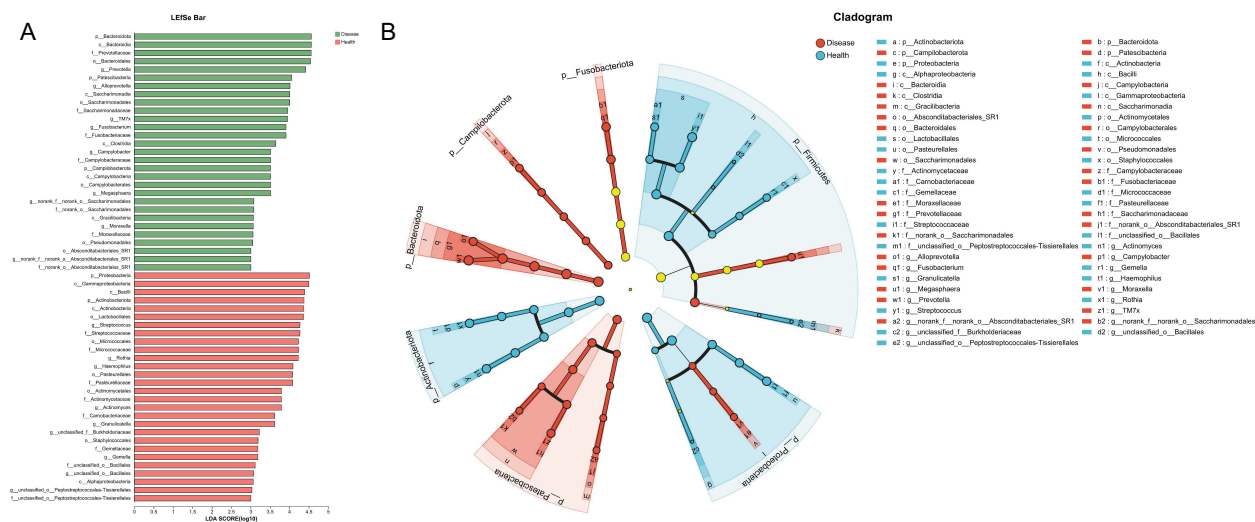 A
LEfSe Bar
Disease
Health
p__Bacteroidota
c__Bacteroidia
f__Prevotellaceae
o__Bacteroidales
g__Prevotella
p__Patescibacteria
g__Alloprevotella
c__Saccharimonadia
o__Saccharimonadales
f__Saccharimonadaceae
g__TM7x
g__Fusobacterium
f__Fusobacteriaceae
c__Clostridia
g__Campylobacter
f__Campylobacteraceae
p__Campilobacterota
c__Campylobacteria
o__Campylobacterales
g__Megasphaera
g__norank_f__norank_o__Saccharimonadales
f__norank_o__Saccharimonadales
c__Gracilibacteria
g__Moraxella
f__Moraxellaceae
o__Pseudomonadales
o__Absconditabacteriales_SR1
g__norank_f__norank_o__Absconditabacteriales_SR1
f__norank_o__Absconditabacteriales_SR1
p__Proteobacteria
c__Gammaproteobacteria
c__Bacilli
p__Actinobacteriota
c__Actinobacteria
o__Lactobacillales
g__Streptococcus
f__Streptococcaceae
o__Micrococcales
f__Micrococcaceae
g__Rothia
g__Haemophilus
o__Pasteurellales
f__Pasteurellaceae
o__Actinomycetales
f__Actinomycetaceae
g__Actinomyces
f__Carnobacteriaceae
g__Granulicatella
g__unclassified_f__Burkholderiaceae
o__Staphylococcales
f__Gemellaceae
g__Gemella
f__unclassified_o__Bacillales
g__unclassified_o__Bacillales
c__Alphaproteobacteria
g__unclassified_o__Peptostreptococcales-Tissierellales
f__unclassified_o__Peptostreptococcales-Tissierellales
0 0.5 1 1.5 2 2.5 3 3.5 4 4.5 5
LDA SCORE(log10)
B
Cladogram
Disease
Health
p__Fusobacteriota
p__Campilobacterota
p__Bacteroidota
p__Actinobacteriota
p__Patescibacteria
p__Proteobacteria
p__Firmicutes
a : p__Actinobacteriota
b : p__Bacteroidota
c : p__Campilobacterota
d : p__Patescibacteria
e : p__Proteobacteria
f : c__Actinobacteria
g : c__Alphaproteobacteria
h : c__Bacilli
i : c__Bacteroidia
j : c__Campylobacteria
k : c__Clostridia
l : c__Gammaproteobacteria
m : c__Gracilibacteria
n : c__Saccharimonadia
o : o__Absconditabacteriales_SR1
p : o__Actinomycetales
q : o__Bacteroidales
r : o__Campylobacterales
s : o__Lactobacillales
t : o__Micrococcales
u : o__Pasteurellales
v : o__Pseudomonadales
w : o__Saccharimonadales
x : o__Staphylococcales
y : f__Actinomycetaceae
z : f__Campylobacteraceae
a1 : f__Carnobacteriaceae
b1 : f__Fusobacteriaceae
c1 : f__Gemellaceae
d1 : f__Micrococcaceae
e1 : f__Moraxellaceae
f1 : f__Pasteurellaceae
g1 : f__Prevotellaceae
h1 : f__Saccharimonadaceae
i1 : f__Streptococcaceae
j1 : f__norank_o__Absconditabacteriales_SR1
k1 : f__norank_o__Saccharimonadales
l1 : f__unclassified_o__Bacillales
m1 : f__unclassified_o__Peptostreptococcales-Tissierellales
n1 : g__Actinomyces
o1 : g__Alloprevotella
p1 : g__Campylobacter
q1 : g__Fusobacterium
r1 : g__Gemella
s1 : g__Granulicatella
t1 : g__Haemophilus
u1 : g__Megasphaera
v1 : g__Moraxella
w1 : g__Prevotella
x1 : g__Rothia
y1 : g__Streptococcus
z1 : g__TM7x
a2 : g__norank_f__norank_o__Absconditabacteriales_SR1
b2 : g__norank_f__norank_o__Saccharimonadales
c2 : g__unclassified_f__Burkholderiaceae
d2 : g__unclassified_o__Bacillales
e2 : g__unclassified_o__Peptostreptococcales-Tissierellales